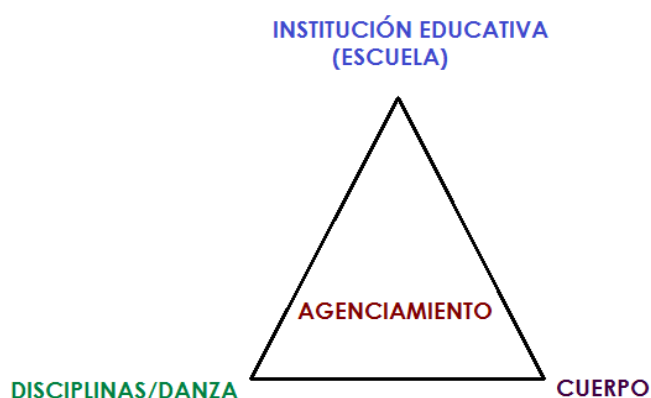 INSTITUCIÓN EDUCATIVA
(ESCUELA)
AGENCIAMIENTO
DISCIPLINAS/DANZA
CUERPO